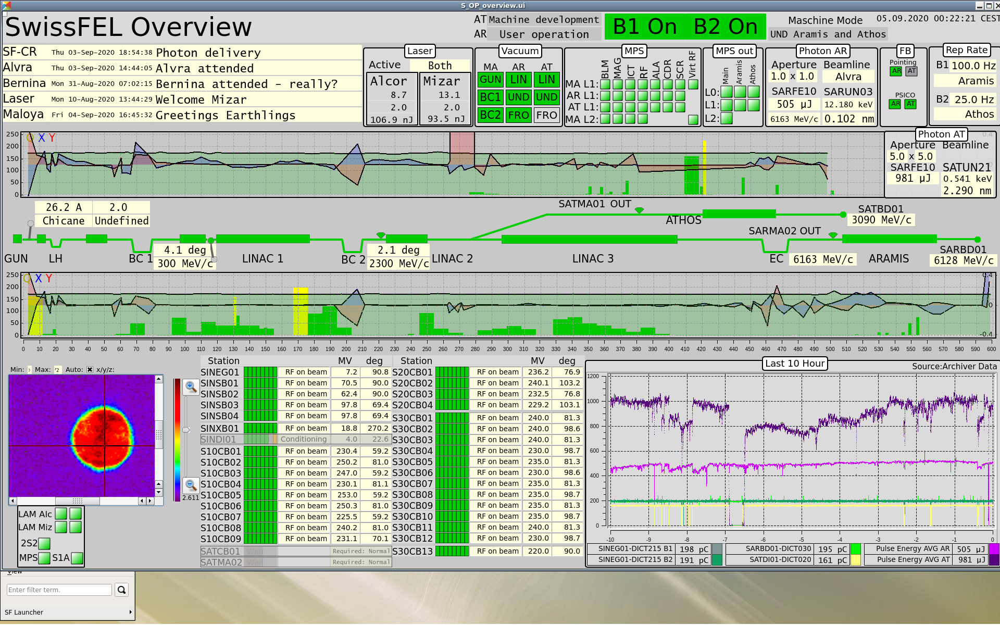 S_OP_overview.ui
SwissFEL Overview
AT Machine development
AR User operation
B1 On B2 On
Maschine Mode
UND Aramis and Athos
05.09.2020 00:22:21 CEST
SF-CR Thu 03-Sep-2020 18:54:38 Photon delivery
Alvra Thu 03-Sep-2020 14:44:05 Alvra attended
Bernina Mon 31-Aug-2020 07:02:15 Bernina attended - really?
Laser Mon 10-Aug-2020 13:44:29 Welcome Mizar
Maloya Fri 04-Sep-2020 16:45:32 Greetings Earthlings
Laser
Active Both
Alcor Mizar
8.7 13.1
2.0 2.0
106.9 nJ 93.5 nJ
Vacuum
MA AR AT
GUN LIN LIN
BC1 UND UND
BC2 FRO FRO
MPS
BLM MAG ICT RF ALA CDR SCR Virt RF
MA L1:
AR L1:
AT L1:
MA L2:
MPS out
Main Aramis Athos
L0:
L1:
L2:
Photon AR
Aperture Beamline
1.0 x 1.0 Alvra
SARFE10 SARUN03
505 µJ 12.180 keV
6163 MeV/c 0.102 nm
FB
Pointing
AR AT
PSICO
AR AT
Rep Rate
B1 100.0 Hz
Aramis
B2 25.0 Hz
Athos
250
200
150
100
50
0
Q X Y
0.4
0
Photon AT
Aperture Beamline
5.0 x 5.0
SARFE10 SATUN21
981 µJ 0.541 keV
2.290 nm
26.2 A 2.0
Chicane Undefined
SATMA01 OUT
ATHOS
SATBD01
3090 MeV/c
SARMA02 OUT
GUN LH BC 1
4.1 deg
300 MeV/c
LINAC 1
BC 2
2.1 deg
2300 MeV/c
LINAC 2
LINAC 3
EC 6163 MeV/c
ARAMIS
SARBD01
6128 MeV/c
250
200
150
100
50
0
Q X Y
0.4
0
-0.4
0 10 20 30 40 50 60 70 80 90 100 110 120 130 140 150 160 170 180 190 200 210 220 230 240 250 260 270 280 290 300 310 320 330 340 350 360 370 380 390 400 410 420 430 440 450 460 470 480 490 500 510 520 530 540 550 560 570 580 590 600
Min: Max: Auto: x/y/z:
2.611
LAM Alc
LAM Miz
2S2
MPS S1A
Station MV deg
SINEG01 RF on beam 7.2 90.8
SINSB01 RF on beam 70.5 90.0
SINSB02 RF on beam 62.4 90.0
SINSB03 RF on beam 97.8 69.4
SINSB04 RF on beam 97.8 69.4
SINXB01 RF on beam 18.8 270.2
SINDI01 Conditioning 4.0 22.6
S10CB01 RF on beam 230.4 59.2
S10CB02 RF on beam 250.2 81.0
S10CB03 RF on beam 247.0 59.2
S10CB04 RF on beam 230.1 81.1
S10CB05 RF on beam 253.0 59.2
S10CB06 RF on beam 250.3 81.0
S10CB07 RF on beam 225.5 59.2
S10CB08 RF on beam 240.2 81.0
S10CB09 RF on beam 231.1 70.1
SATCB01 Wait Required: Normal
SATMA02 Wait Required: Normal
Station MV deg
S20CB01 RF on beam 236.2 76.9
S20CB02 RF on beam 240.1 103.2
S20CB03 RF on beam 232.5 76.8
S20CB04 RF on beam 229.2 103.1
S30CB01 RF on beam 240.0 81.3
S30CB02 RF on beam 240.0 98.6
S30CB03 RF on beam 240.0 81.3
S30CB04 RF on beam 230.0 98.7
S30CB05 RF on beam 235.0 81.3
S30CB06 RF on beam 230.0 98.6
S30CB07 RF on beam 235.0 81.3
S30CB08 RF on beam 235.0 98.7
S30CB09 RF on beam 235.0 81.3
S30CB10 RF on beam 235.0 98.7
S30CB11 RF on beam 240.0 81.3
S30CB12 RF on beam 230.0 98.7
S30CB13 RF on beam 220.0 90.0
Last 10 Hour
Source:Archiver Data
1200
1000
800
600
400
200
0
-10 -9 -8 -7 -6 -5 -4 -3 -2 -1 0
SINEG01-DICT215 B1 198 pC
SARBD01-DICT030 195 pC
Pulse Energy AVG AR 505 µJ
SINEG01-DICT215 B2 191 pC
SATDI01-DICT020 161 pC
Pulse Energy AVG AT 981 µJ
View
Enter filter term.
SF Launcher